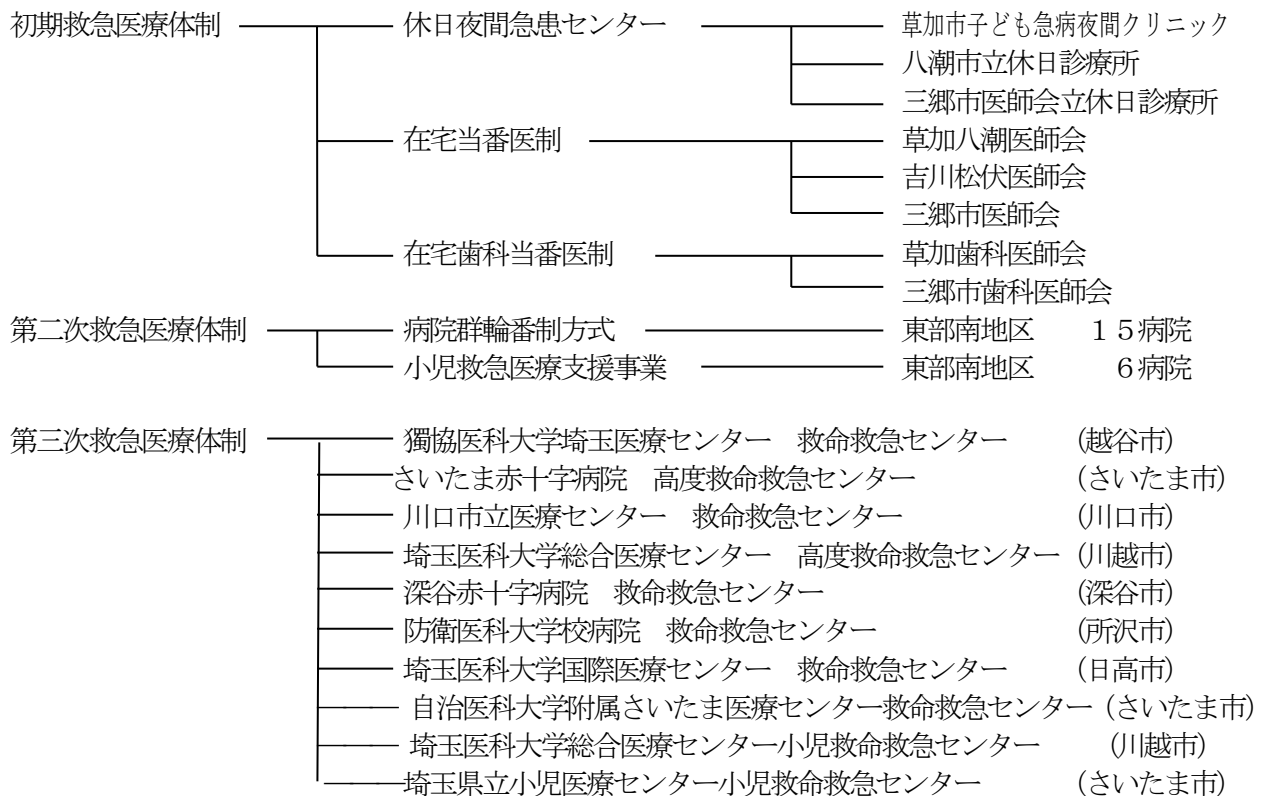 初期救急医療体制 休日夜間急患センター 草加市子ども急病夜間クリニック
八潮市立休日診療所
三郷市医師会立休日診療所
在宅当番医制 草加八潮医師会
吉川松伏医師会
三郷市医師会
在宅歯科当番医制 草加歯科医師会
三郷市歯科医師会
第二次救急医療体制 病院群輪番制方式 東部南地区 15病院
小児救急医療支援事業 東部南地区 6病院
第三次救急医療体制 獨協医科大学埼玉医療センター 救命救急センター (越谷市)
さいたま赤十字病院 高度救命救急センター (さいたま市)
川口市立医療センター 救命救急センター (川口市)
埼玉医科大学総合医療センター 高度救命救急センター (川越市)
深谷赤十字病院 救命救急センター (深谷市)
防衛医科大学校病院 救命救急センター (所沢市)
埼玉医科大学国際医療センター 救命救急センター (日高市)
自治医科大学附属さいたま医療センター救命救急センター (さいたま市)
埼玉医科大学総合医療センター小児救命救急センター (川越市)
埼玉県立小児医療センター小児救命救急センター (さいたま市)